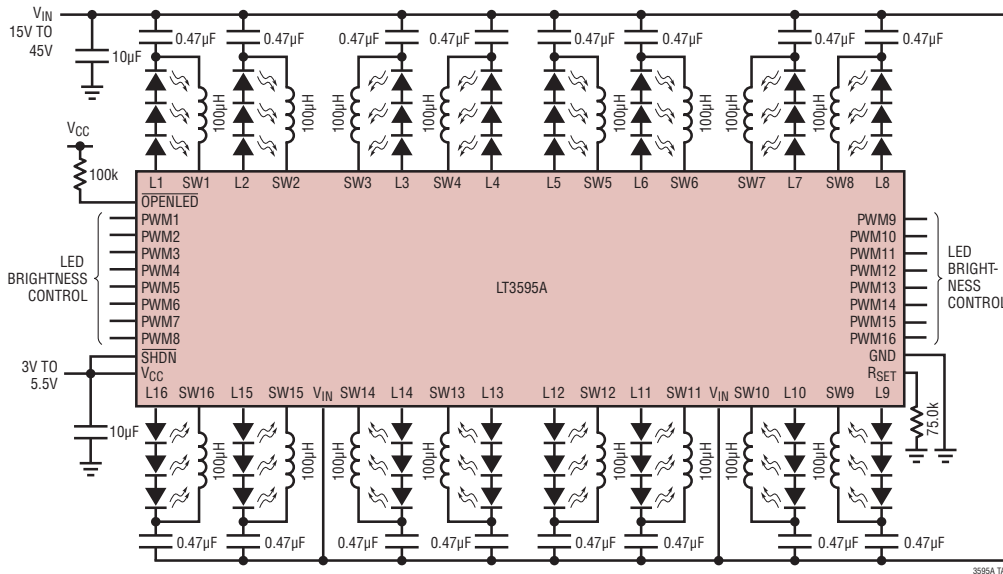 VIN
15V TO
45V
10µF
0.47µF 0.47µF 0.47µF 0.47µF 0.47µF 0.47µF 0.47µF 0.47µF
100µH 100µH 100µH 100µH 100µH 100µH 100µH 100µH
VCC
100k
L1 SW1 L2 SW2 SW3 L3 SW4 L4 L5 SW5 L6 SW6 SW7 L7 SW8 L8
OPENLED
PWM1
PWM2
PWM3
PWM4
PWM5
PWM6
PWM7
PWM8
LED
BRIGHTNESS
CONTROL
LT3595A
PWM9
PWM10
PWM11
PWM12
PWM13
PWM14
PWM15
PWM16
LED
BRIGHT-
NESS
CONTROL
SHDN
VCC
3V TO
5.5V
GND
RSET
L16 SW16 L15 SW15 VIN SW14 L14 SW13 L13 L12 SW12 L11 SW11 VIN SW10 L10 SW9 L9
10µF
100µH 100µH 100µH 100µH 100µH 100µH 100µH 100µH
75.0k
0.47µF 0.47µF 0.47µF 0.47µF 0.47µF 0.47µF 0.47µF 0.47µF